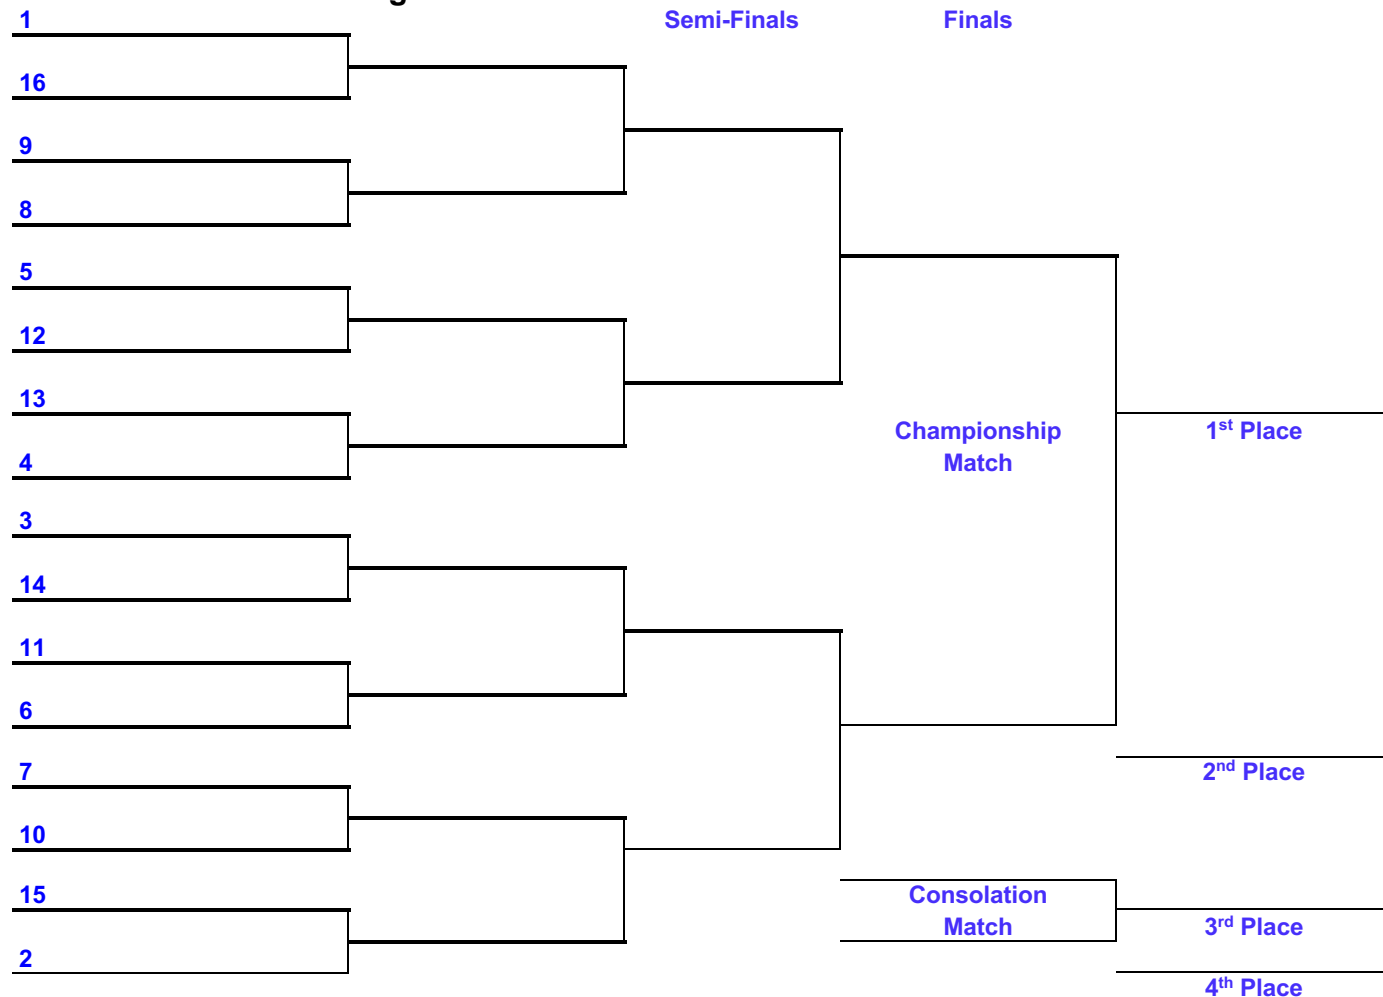 1
Semi-Finals
Finals
16
9
8
5
12
13
Championship
Match
1st Place
4
3
14
11
6
7
2nd Place
10
15
Consolation
Match
3rd Place
2
4th Place